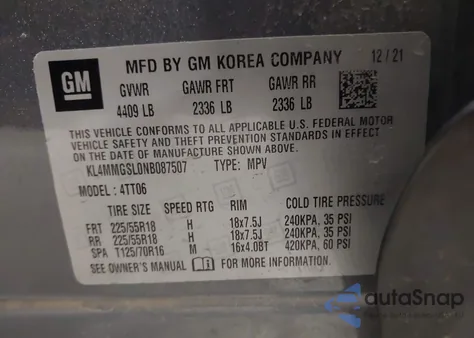 GM
MFD BY GM KOREA COMPANY 12/21
GVWR GAWR FRT GAWR RR
4409 LB 2336 LB 2336 LB
THIS VEHICLE CONFORMS TO ALL APPLICABLE U.S. FEDERAL MOTOR
VEHICLE SAFETY AND THEFT PREVENTION STANDARDS IN EFFECT
ON THE DATE OF MANUFACTURE SHOWN ABOVE.
KL4MMGSL0NB087507 TYPE: MPV
MODEL: 4TT06
TIRE SIZE SPEED RTG RIM COLD TIRE PRESSURE
FRT 225/55R18 H 18x7.5J 240KPA, 35 PSI
RR 225/55R18 H 18x7.5J 240KPA, 35 PSI
SPA T125/70R16 M 16x4.0BT 420KPA, 60 PSI
SEE OWNER'S MANUAL FOR MORE INFORMATION.
autaSnap